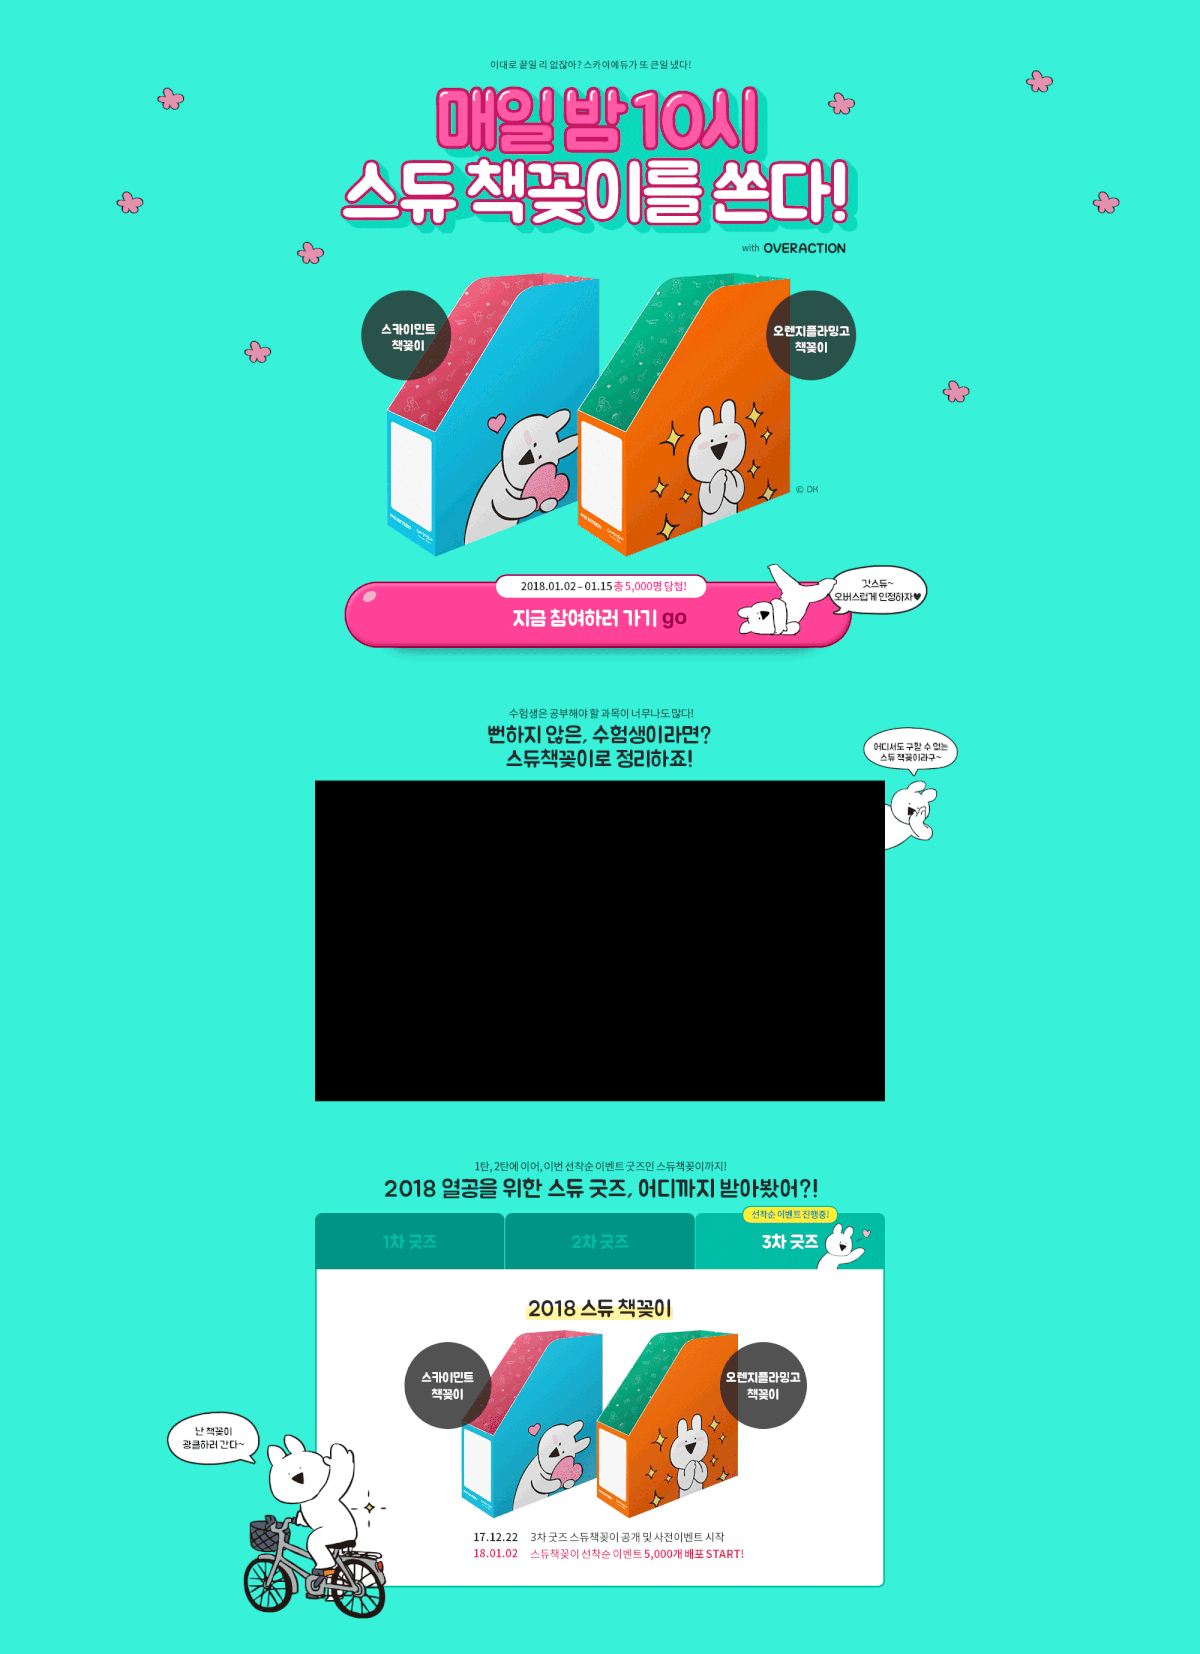 이대로 끝일 리 없잖아? 스카이에듀가 또 큰일 냈다!
매일 밤 10시
스듀 책꽂이를 쏜다!
with OVERACTION
스카이민트
책꽂이
오렌지플라밍고
책꽂이
© DK
2018.01.02 – 01.15 총 5,000명 당첨!
지금 참여하러 가기 go
갓스듀~
오버스럽게 인정하자♥
수험생은 공부해야 할 과목이 너무나도 많다!
뻔하지 않은, 수험생이라면?
스듀책꽂이로 정리하죠!
어디서도 구할 수 없는
스듀 책꽂이라구~
1탄, 2탄에 이어, 이번 선착순 이벤트 굿즈인 스듀책꽂이까지!
2018 열공을 위한 스듀 굿즈, 어디까지 받아봤어?!
선착순 이벤트 진행중!
1차 굿즈
2차 굿즈
3차 굿즈
2018 스듀 책꽂이
스카이민트
책꽂이
오렌지플라밍고
책꽂이
난 책꽂이
광클하러 간다~
17.12.22 3차 굿즈 스듀책꽂이 공개 및 사전이벤트 시작
18.01.02 스듀책꽂이 선착순 이벤트 5,000개 배포 START!